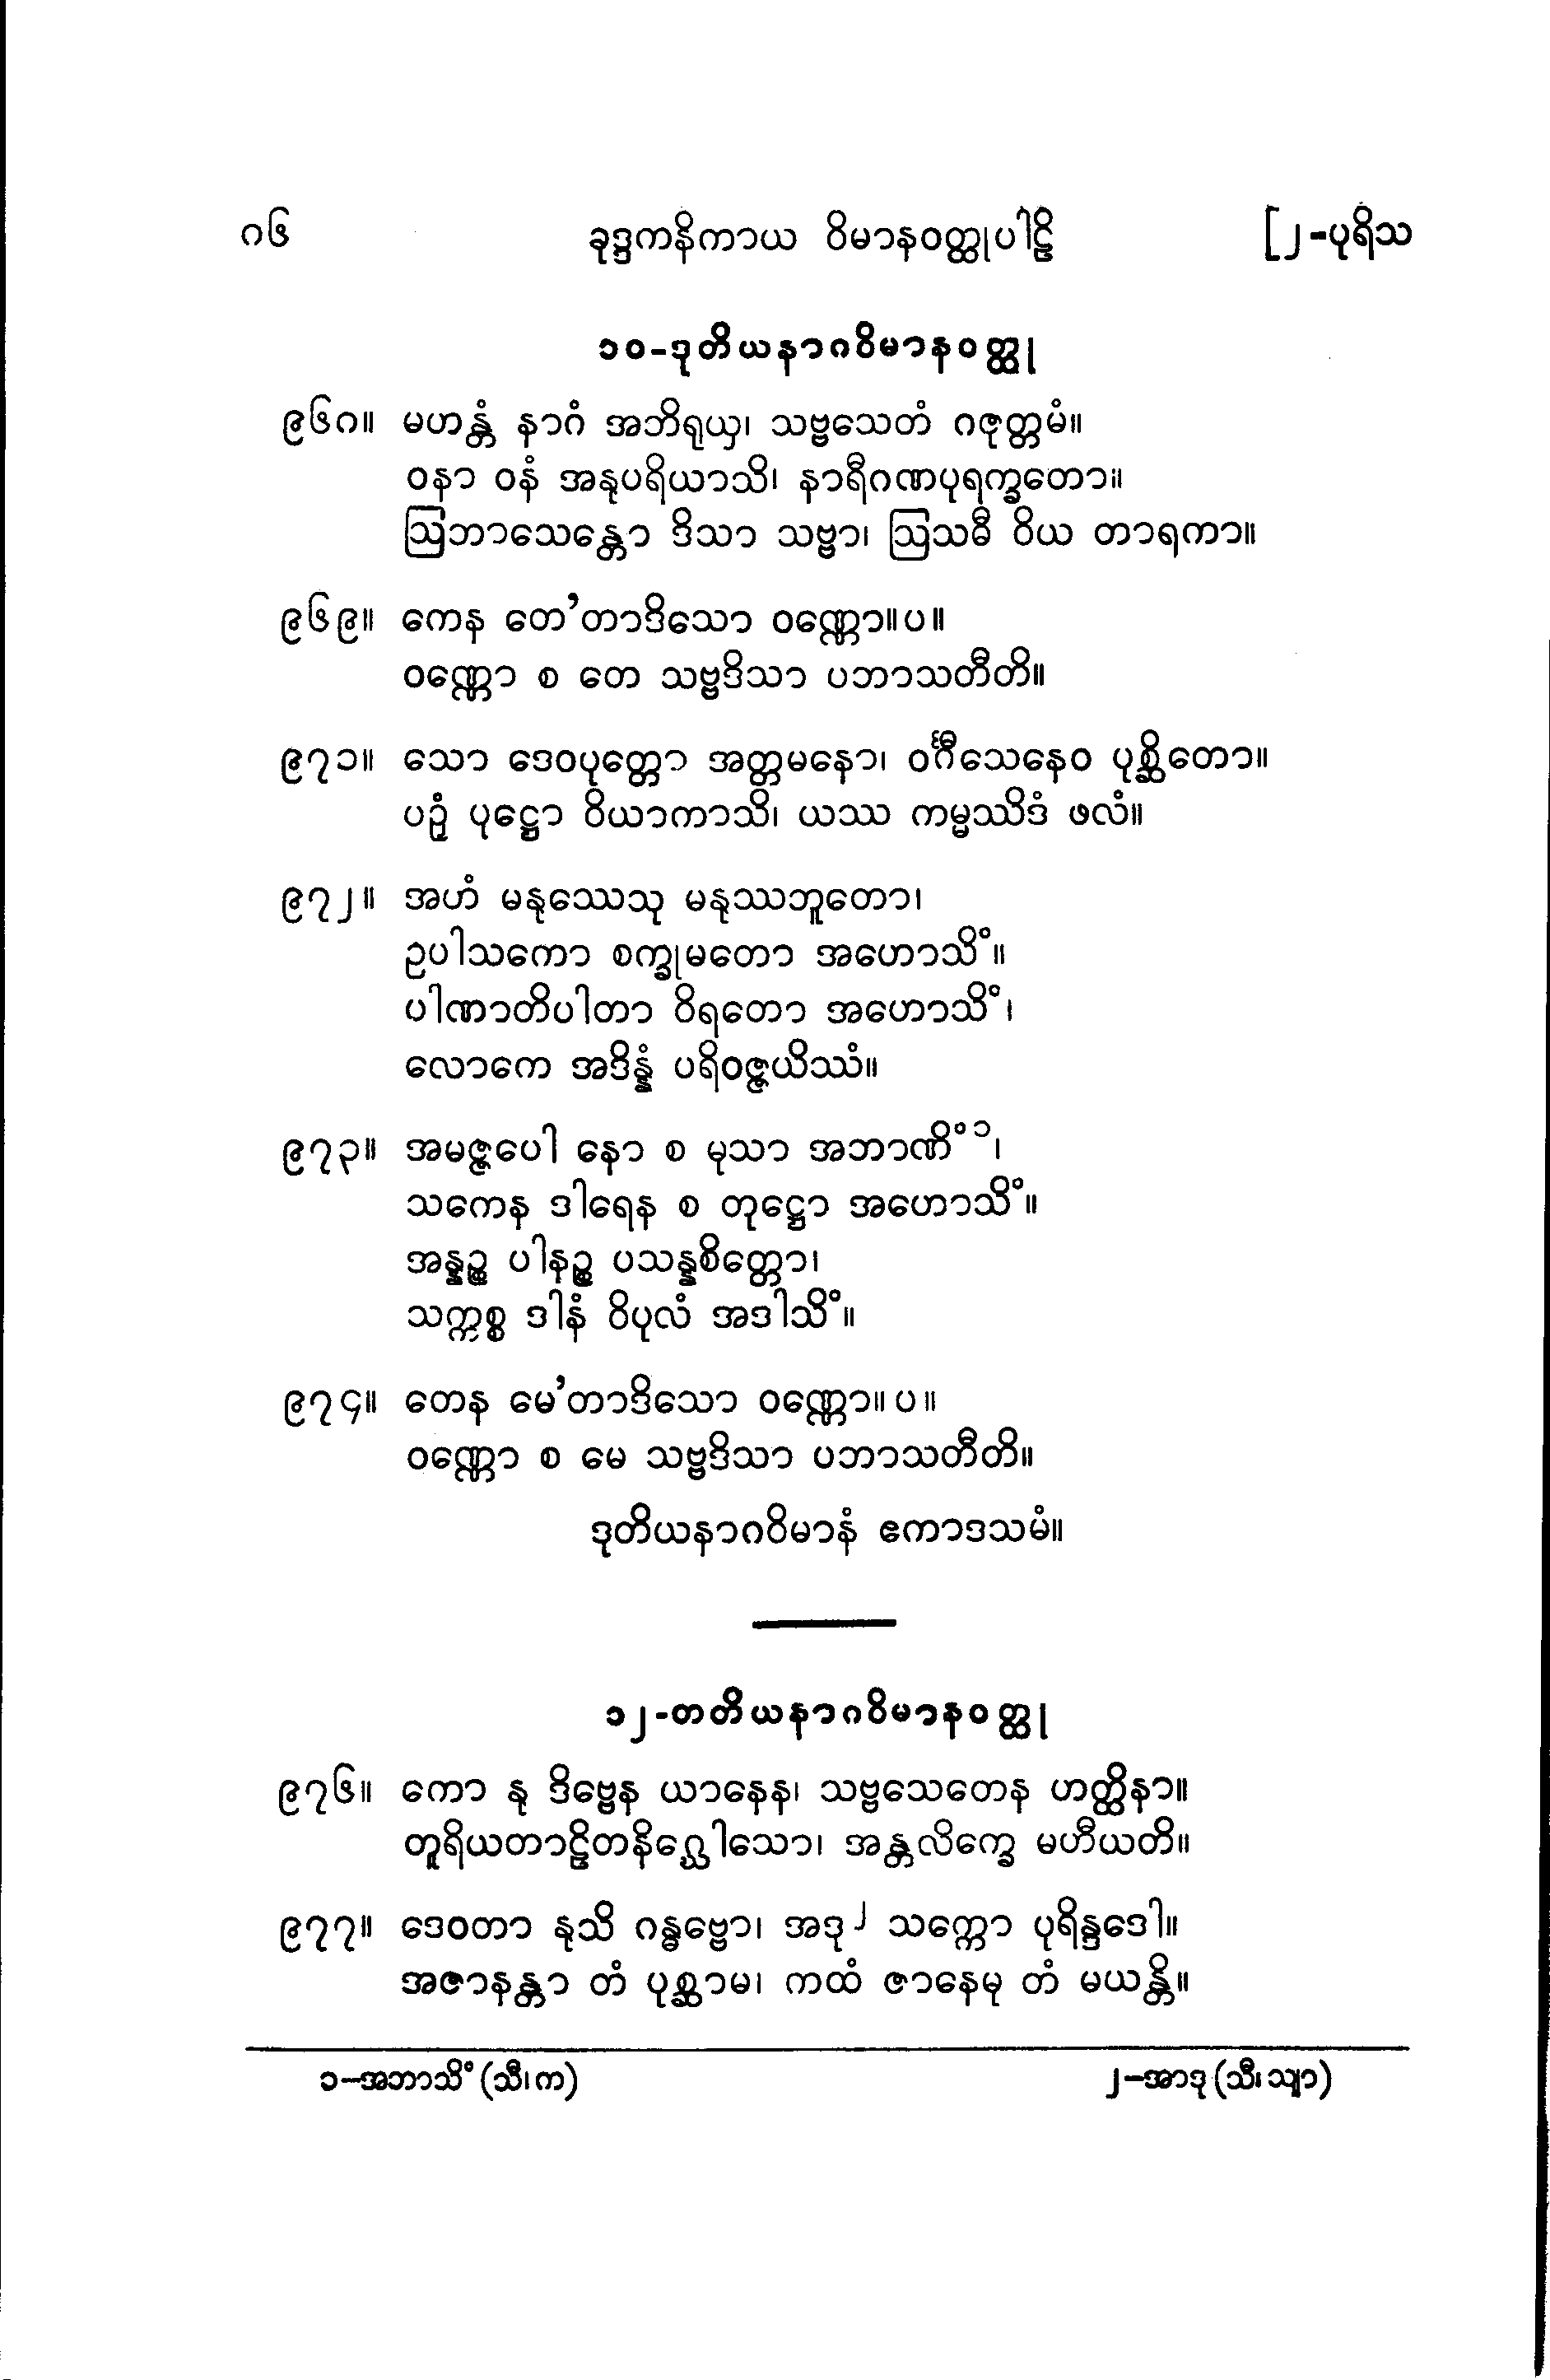 ၈၆ ခုဒ္ဒကနိကာယ ဝိမာနဝတ္ထုပါဠိ [၂-ပုရိသ
၁၀-ဒုတိယနာဂဝိမာနဝတ္ထု
၉၆၈။ မဟန္တံ နာဂံ အဘိရုယှ၊ သဗ္ဗသေတံ ဂဇုတ္တမံ။
ဝနာ ဝနံ အနုပရိယာသိ၊ နာရီဂဏပုရက္ခတော။
ဩဘာသေန္တော ဒိသာ သဗ္ဗာ၊ ဩသဓီ ဝိယ တာရကာ။
၉၆၉။ ကေန တေ’တာဒိသော ဝဏ္ဏော။ပ။
ဝဏ္ဏော စ တေ သဗ္ဗဒိသာ ပဘာသတီတိ။
၉၇၁။ သော ဒေဝပုတ္တော အတ္တမနော၊ ဝင်္ဂီသေနေဝ ပုစ္ဆိတော။
ပဉှံ ပုဋ္ဌော ဝိယာကာသိ၊ ယဿ ကမ္မဿိဒံ ဖလံ။
၉၇၂။ အဟံ မနုဿေသု မနုဿဘူတော၊
ဥပါသကော စက္ခုမတော အဟောသိံ။
ပါဏာတိပါတာ ဝိရတော အဟောသိံ၊
လောကေ အဒိန္နံ ပရိဝဇ္ဇယိဿံ။
၉၇၃။ အမဇ္ဇပေါ နော စ မုသာ အဘာဏိံ၁၊
သကေန ဒါရေန စ တုဋ္ဌော အဟောသိံ။
အန္နဉ္စ ပါနဉ္စ ပသန္နစိတ္တော၊
သက္ကစ္စ ဒါနံ ဝိပုလံ အဒါသိံ။
၉၇၄။ တေန မေ’တာဒိသော ဝဏ္ဏော။ပ။
ဝဏ္ဏော စ မေ သဗ္ဗဒိသာ ပဘာသတီတိ။
ဒုတိယနာဂဝိမာနံ ဧကာဒသမံ။
၁၂-တတိယနာဂဝိမာနဝတ္ထု
၉၇၆။ ကော နု ဒိဗ္ဗေန ယာနေန၊ သဗ္ဗသေတေန ဟတ္ထိနာ။
တူရိယတာဠိတနိဂ္ဃေါသော၊ အန္တလိက္ခေ မဟီယတိ။
၉၇၇။ ဒေဝတာ နုသိ ဂန္ဓဗ္ဗော၊ အဒု၂ သက္ကော ပုရိန္ဒဒေါ။
အဇာနန္တာ တံ ပုစ္ဆာမ၊ ကထံ ဇာနေမု တံ မယန္တိ။
၁–အဘာသိံ (သီ၊က) ၂–အာဒု (သီ၊သျာ)